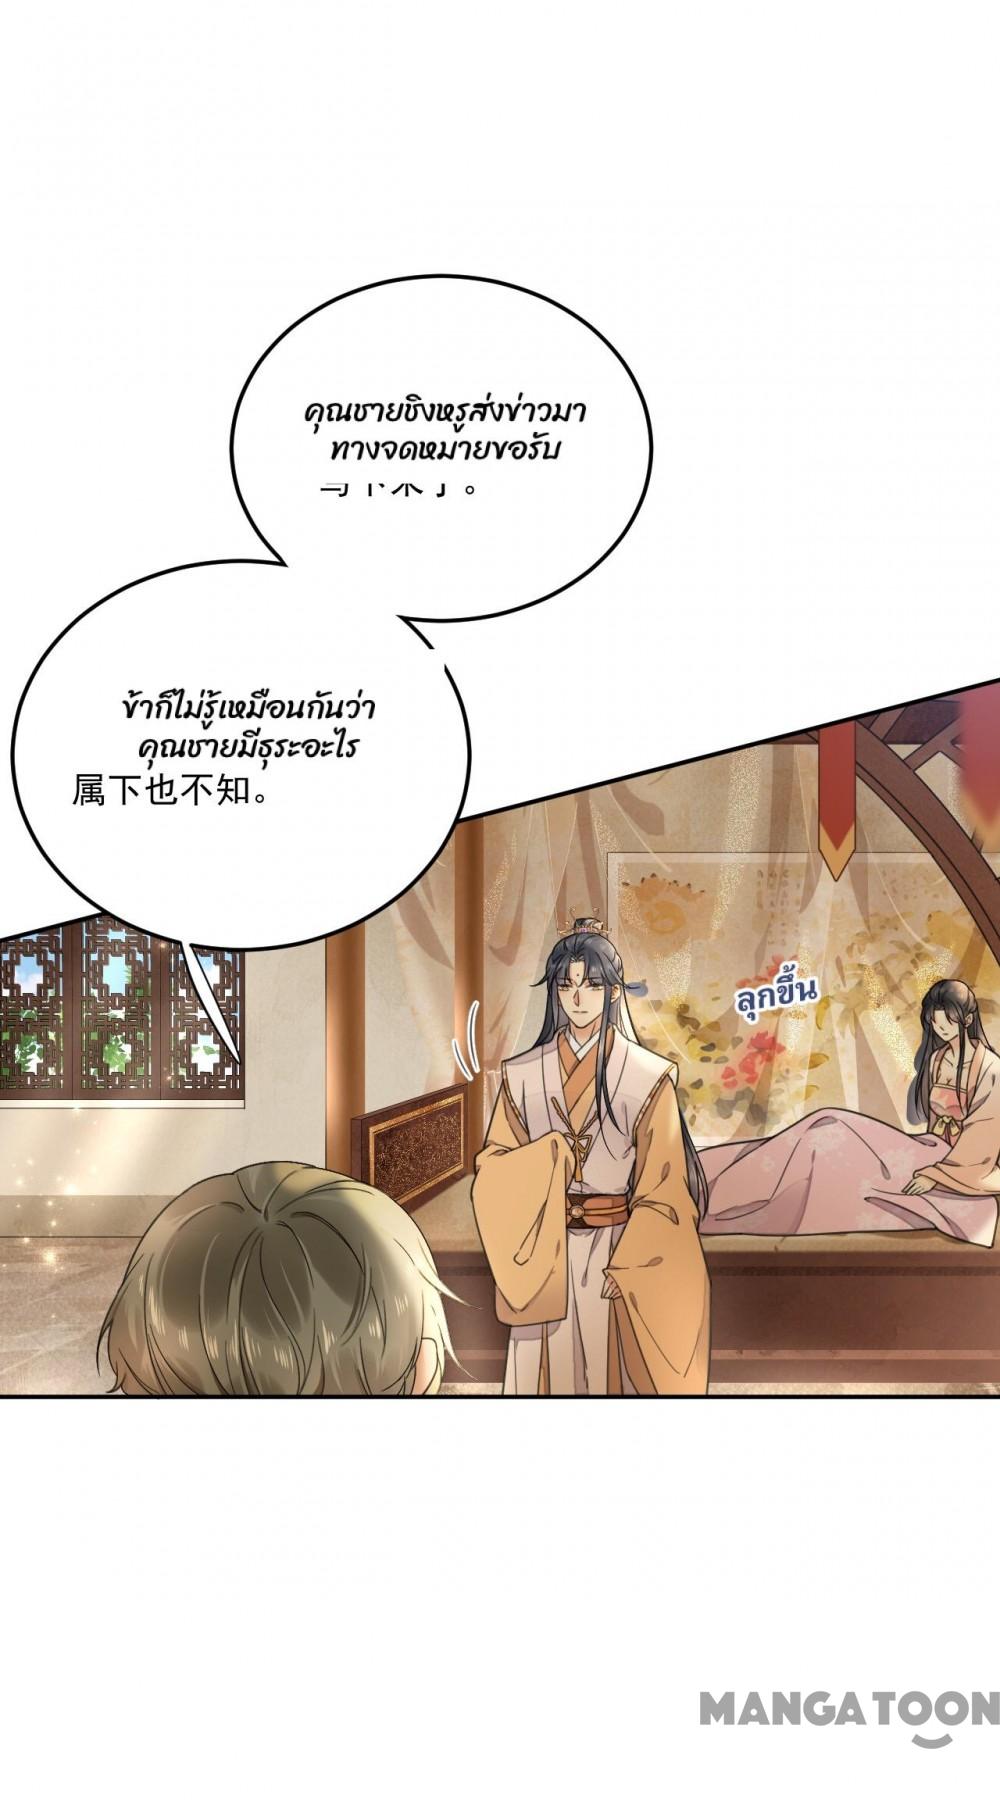 คุณชายชิงหรูส่งข่าวมา
ทางจดหมายขอรับ
ข้าก็ไม่รู้เหมือนกันว่า
คุณชายมีธุระอะไร
属下也不知。
ลุกขึ้น
MANGATOON